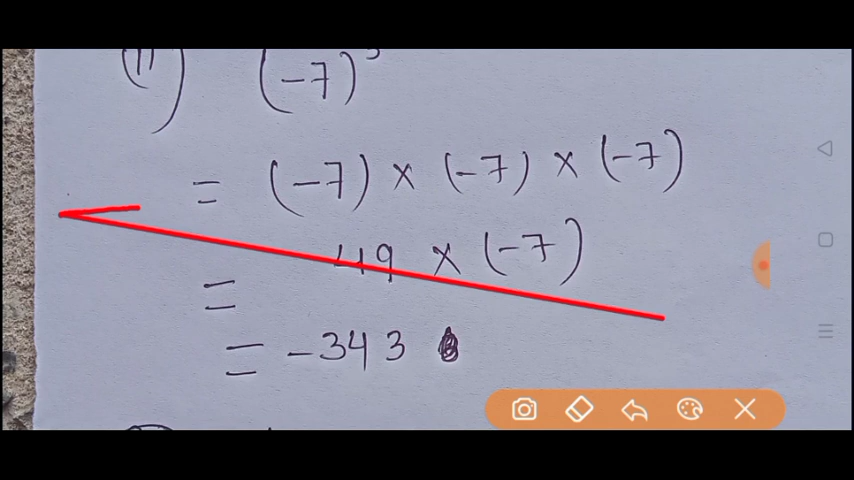 (ii) (-7)³
= (-7) × (-7) × (-7)
= 49 × (-7)
= -343